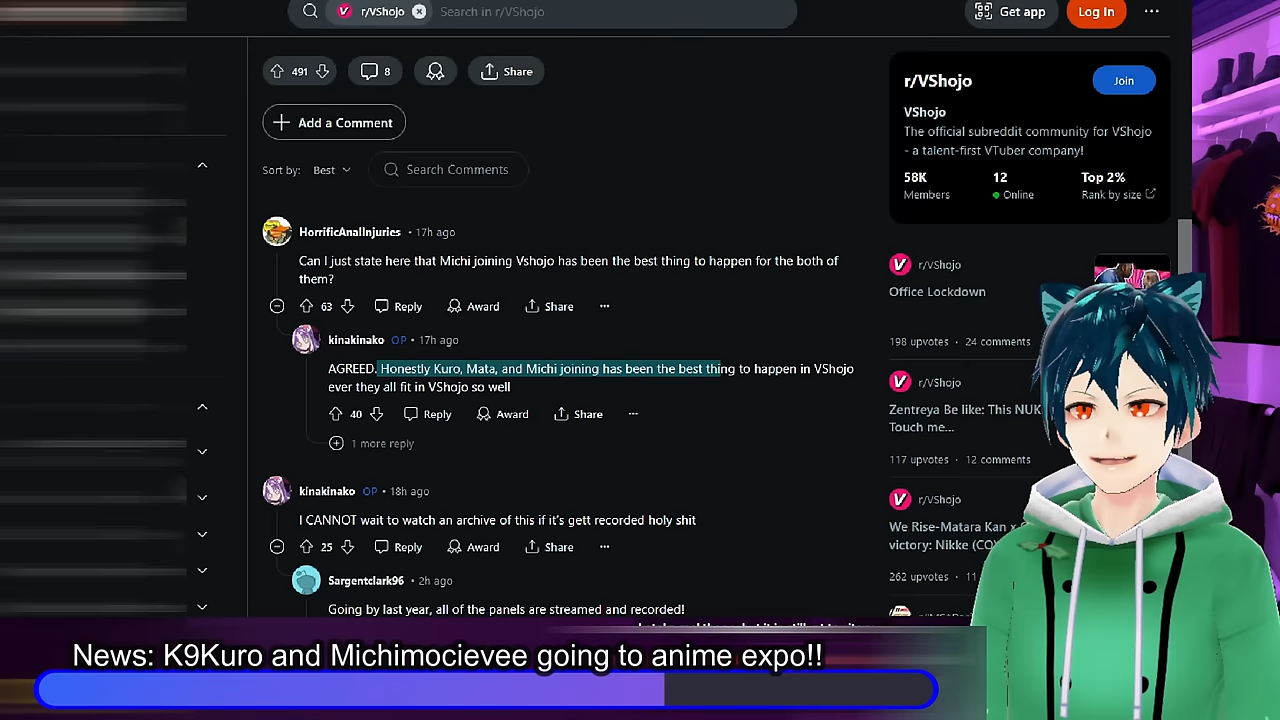 r/VShojo
Search in r/VShojo
Get app
Log In
491
8
Share
Add a Comment
Sort by:
Best
Search Comments
HorrificAnalInjuries • 17h ago
Can I just state here that Michi joining Vshojo has been the best thing to happen for the both of
them?
63
Reply
Award
Share
kinakinako OP • 17h ago
AGREED. Honestly Kuro, Mata, and Michi joining has been the best thing to happen in VShojo
ever they all fit in VShojo so well
40
Reply
Award
Share
1 more reply
kinakinako OP • 18h ago
I CANNOT wait to watch an archive of this if it's gett recorded holy shit
25
Reply
Award
Share
Sargentclark96 • 2h ago
Going by last year, all of the panels are streamed and recorded!
r/VShojo
Join
VShojo
The official subreddit community for VShojo
- a talent-first VTuber company!
58K
12
Top 2%
Members
Online
Rank by size
r/VShojo
Office Lockdown
198 upvotes • 24 comments
r/VShojo
Zentreya Be like: This NUK
Touch me...
117 upvotes • 12 comments
r/VShojo
We Rise-Matara Kan x
victory: Nikke (CO
262 upvotes • 11
News: K9Kuro and Michimocievee going to anime expo!!